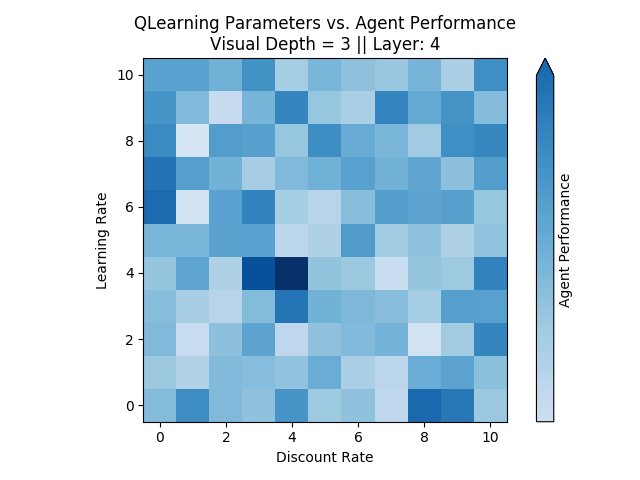 QLearning Parameters vs. Agent Performance
Visual Depth = 3 || Layer: 4
10
8
6
4
2
0
Learning Rate
0 2 4 6 8 10
Discount Rate
Agent Performance